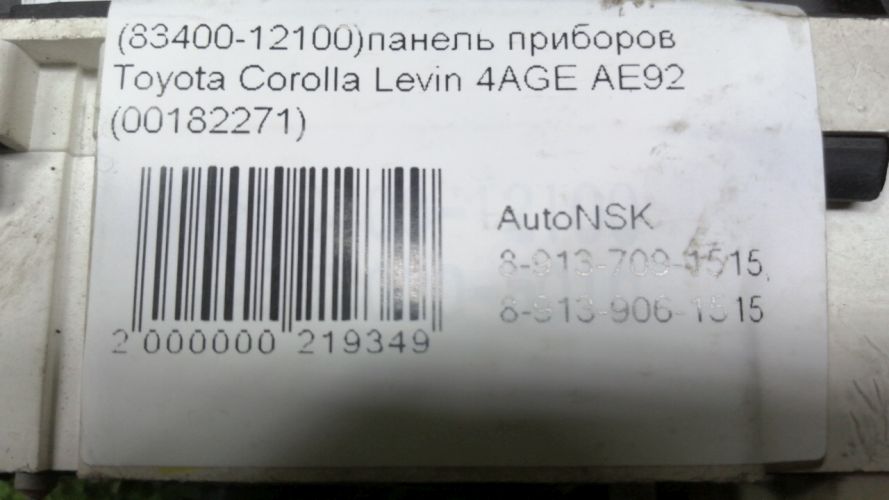 (83400-12100)панель приборов
Toyota Corolla Levin 4AGE AE92
(00182271)
AutoNSK
8-913-709-1515,
8-913-906-1515
2 000000 219349